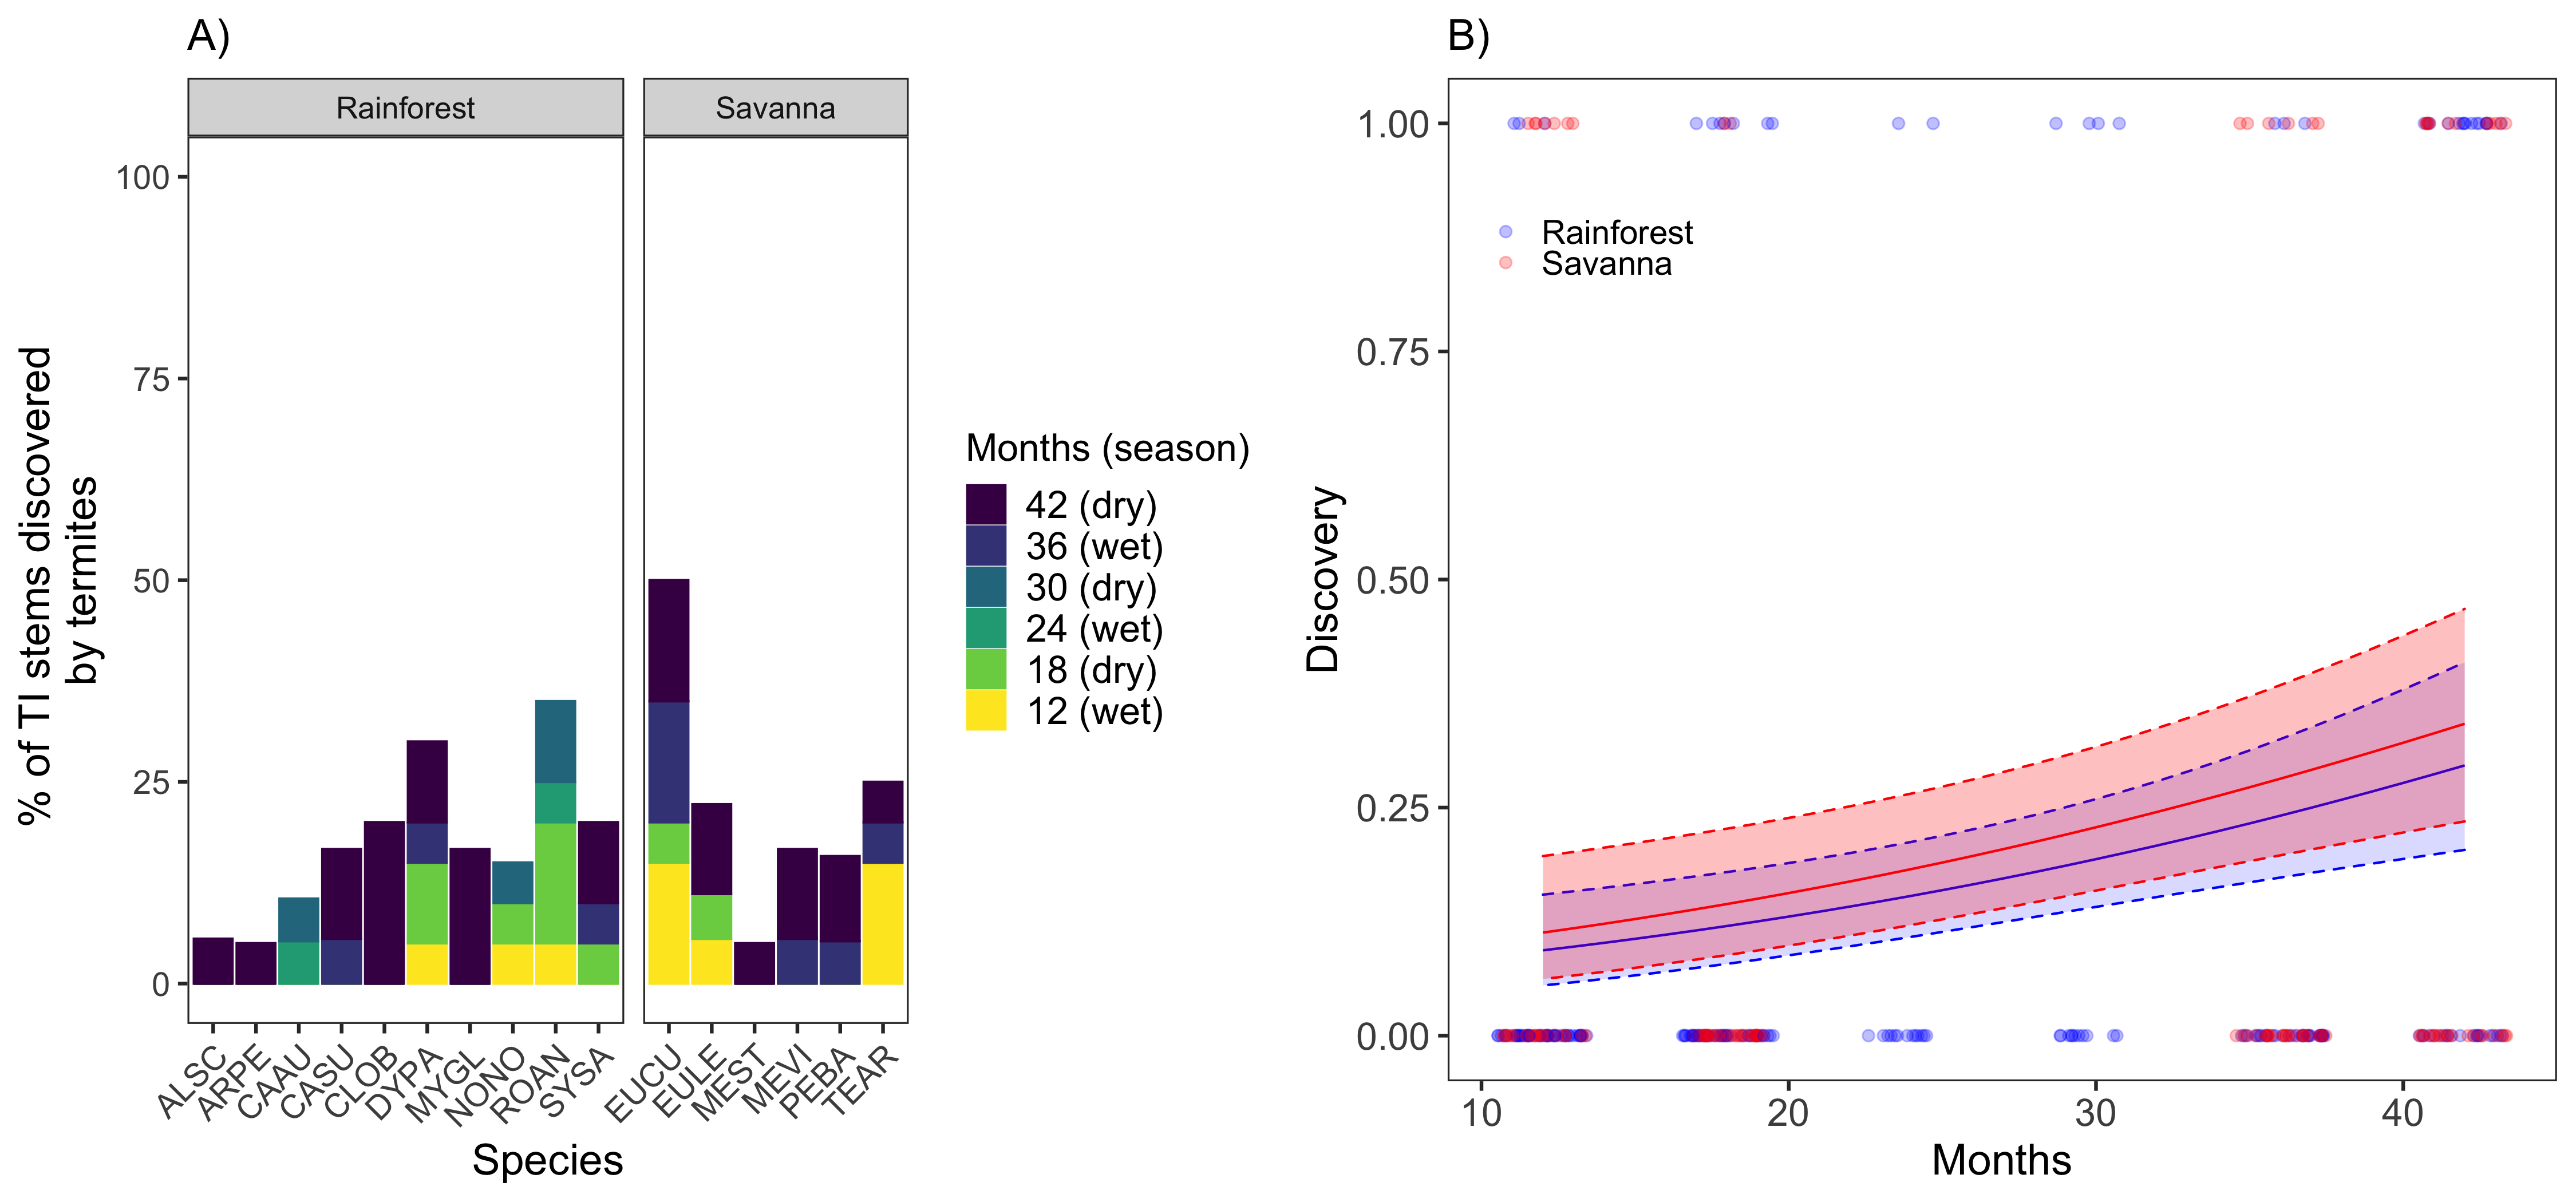 A)
Rainforest
Savanna
100
75
50
25
0
% of TI stems discovered
by termites
ALSC
ARPE
CAAU
CASU
CLOB
DYPA
MYGL
NONO
ROAN
SYSA
EUCU
EULE
MEST
MEVI
PEBA
TEAR
Species
Months (season)
42 (dry)
36 (wet)
30 (dry)
24 (wet)
18 (dry)
12 (wet)
B)
1.00
0.75
0.50
0.25
0.00
Discovery
Rainforest
Savanna
10
20
30
40
Months